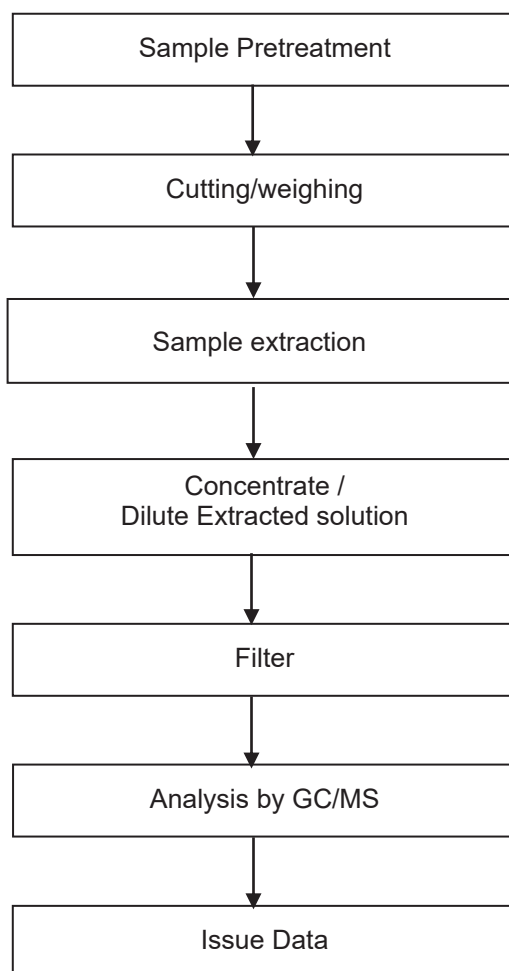 Sample Pretreatment
Cutting/weighing
Sample extraction
Concentrate /
Dilute Extracted solution
Filter
Analysis by GC/MS
Issue Data